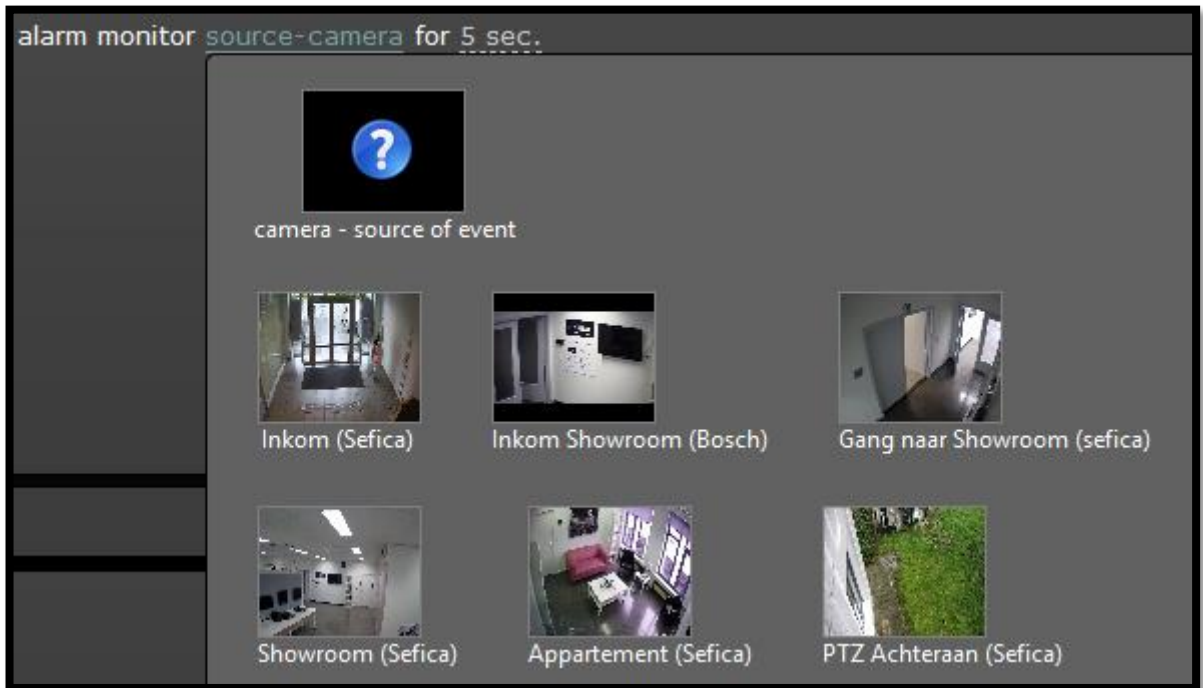 alarm monitor source-camera for 5 sec.
?
camera - source of event
Inkom (Sefica)
Inkom Showroom (Bosch)
Gang naar Showroom (sefica)
Showroom (Sefica)
Appartement (Sefica)
PTZ Achteraan (Sefica)